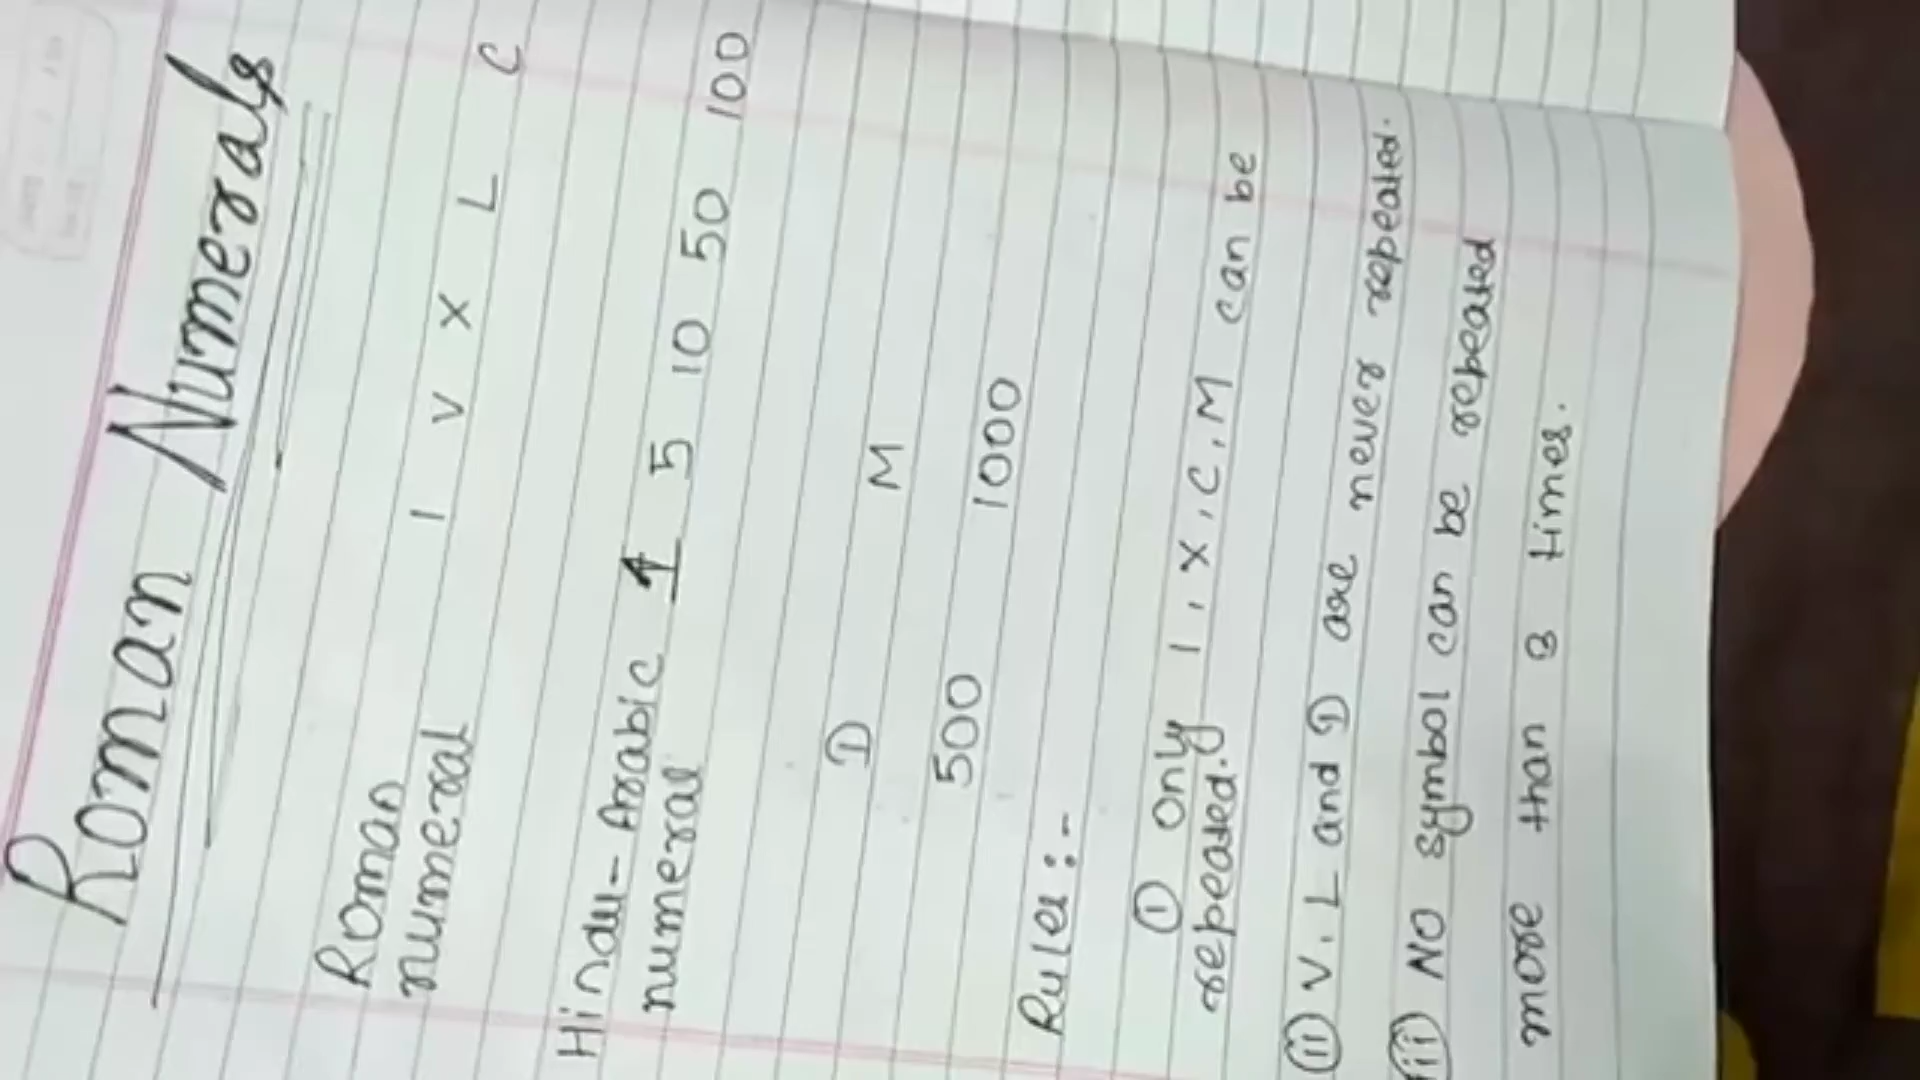 Roman Numerals
Roman I V X L C
numeral
Hindu-Arabic 1 5 10 50 100
numeral
D M
500 1000
Rules:-
(i) Only I, X, C, M can be
repeated.
(ii) V, L and D are never repeated.
(iii) No symbol can be repeated
more than 3 times.